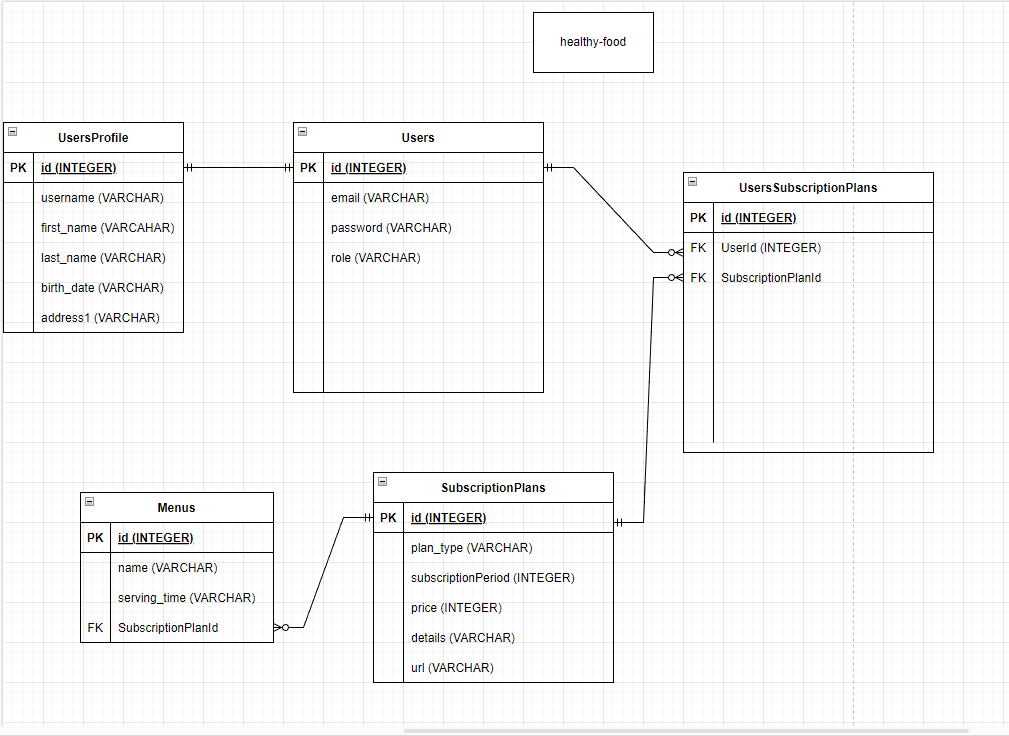 healthy-food
UsersProfile
PK id (INTEGER)
username (VARCHAR)
first_name (VARCAHAR)
last_name (VARCHAR)
birth_date (VARCHAR)
address1 (VARCHAR)
Users
PK id (INTEGER)
email (VARCHAR)
password (VARCHAR)
role (VARCHAR)
UsersSubscriptionPlans
PK id (INTEGER)
FK UserId (INTEGER)
FK SubscriptionPlanId
Menus
PK id (INTEGER)
name (VARCHAR)
serving_time (VARCHAR)
FK SubscriptionPlanId
SubscriptionPlans
PK id (INTEGER)
plan_type (VARCHAR)
subscriptionPeriod (INTEGER)
price (INTEGER)
details (VARCHAR)
url (VARCHAR)